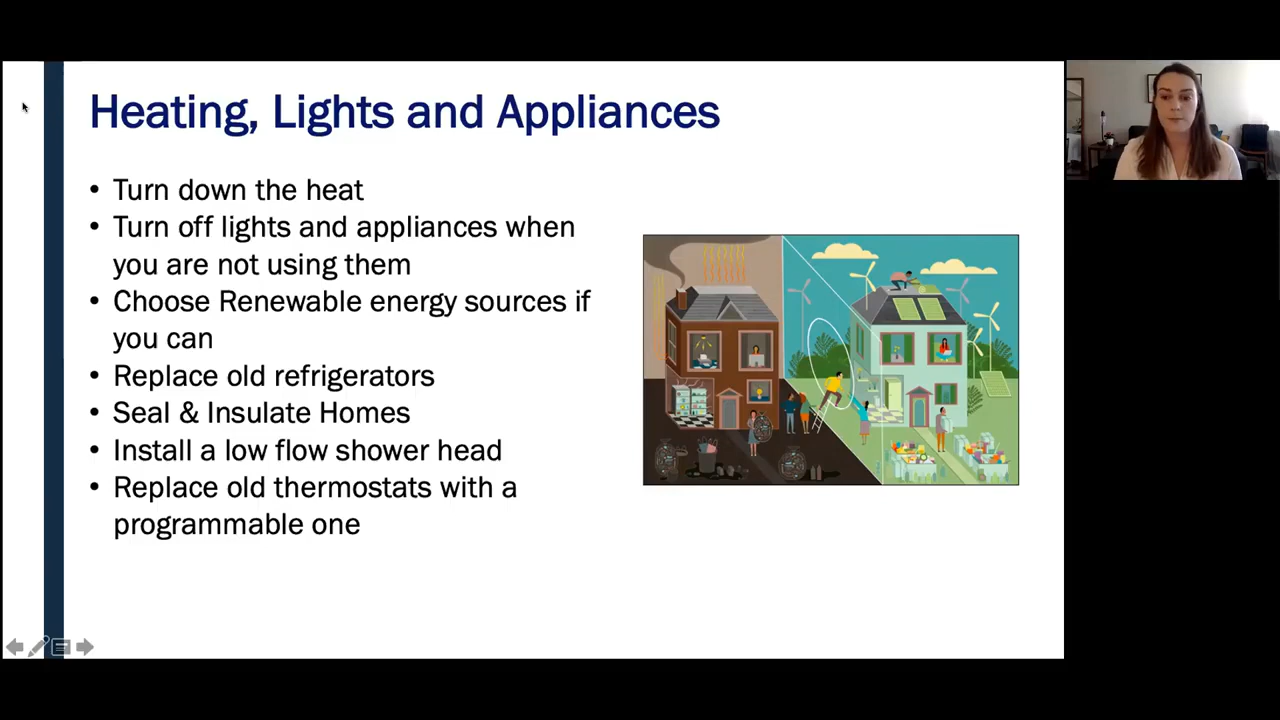 Heating, Lights and Appliances
• Turn down the heat
• Turn off lights and appliances when
you are not using them
• Choose Renewable energy sources if
you can
• Replace old refrigerators
• Seal & Insulate Homes
• Install a low flow shower head
• Replace old thermostats with a
programmable one